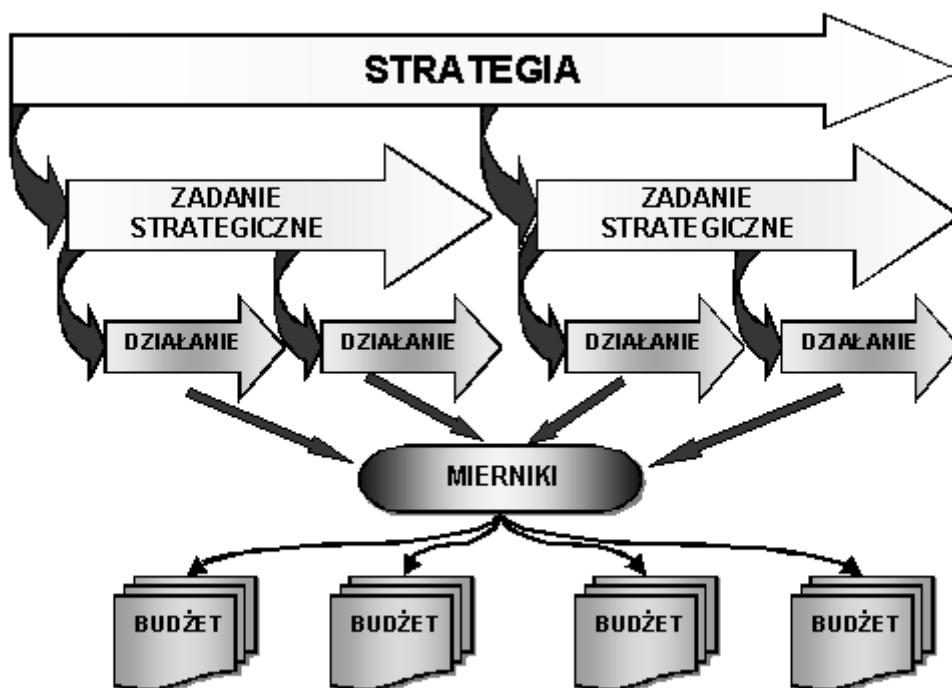 STRATEGIA
ZADANIE
STRATEGICZNE
ZADANIE
STRATEGICZNE
DZIAŁANIE
DZIAŁANIE
DZIAŁANIE
DZIAŁANIE
MIERNIKI
BUDŻET
BUDŻET
BUDŻET
BUDŻET